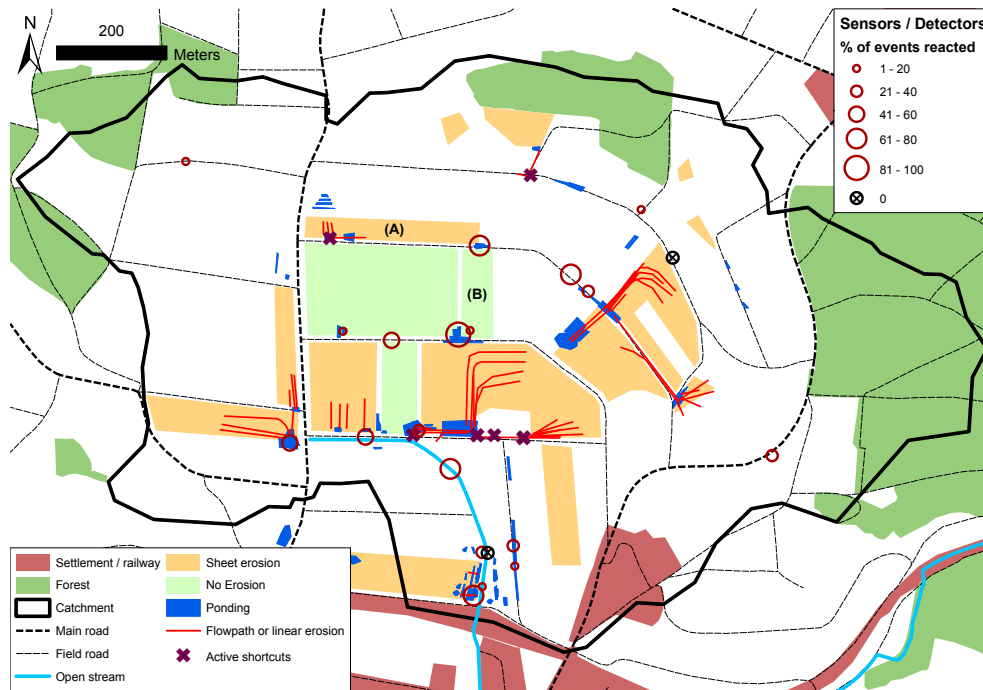 N
200
Meters
Sensors / Detectors
% of events reacted
1 - 20
21 - 40
41 - 60
61 - 80
81 - 100
0
(A)
(B)
Settlement / railway
Forest
Catchment
Main road
Field road
Open stream
Sheet erosion
No Erosion
Ponding
Flowpath or linear erosion
Active shortcuts